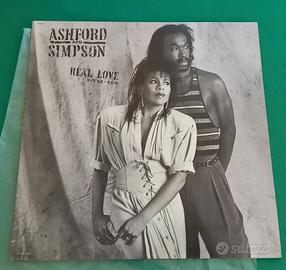 ASHFORD
AND
SIMPSON
REAL LOVE
SUBITO